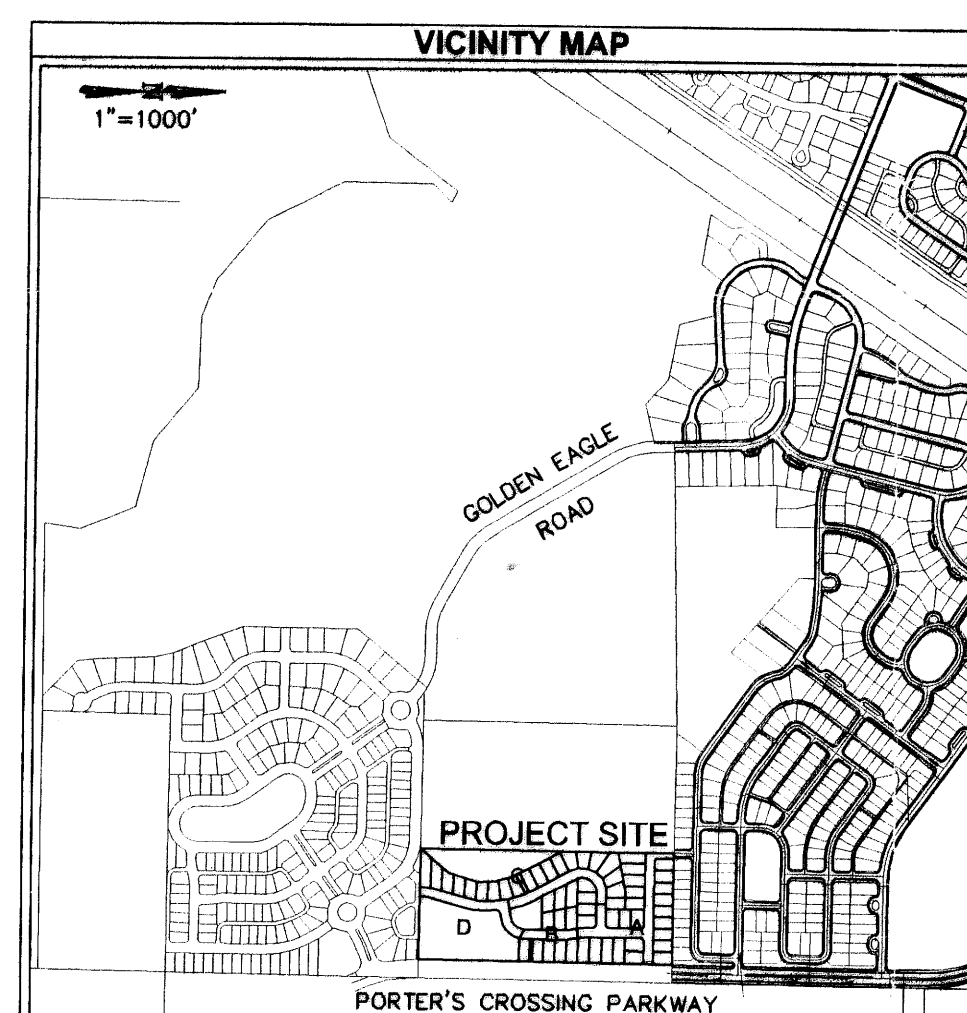 VICINITY MAP
1"=1000'
GOLDEN EAGLE
ROAD
PROJECT SITE
C
D
B
A
PORTER'S CROSSING PARKWAY